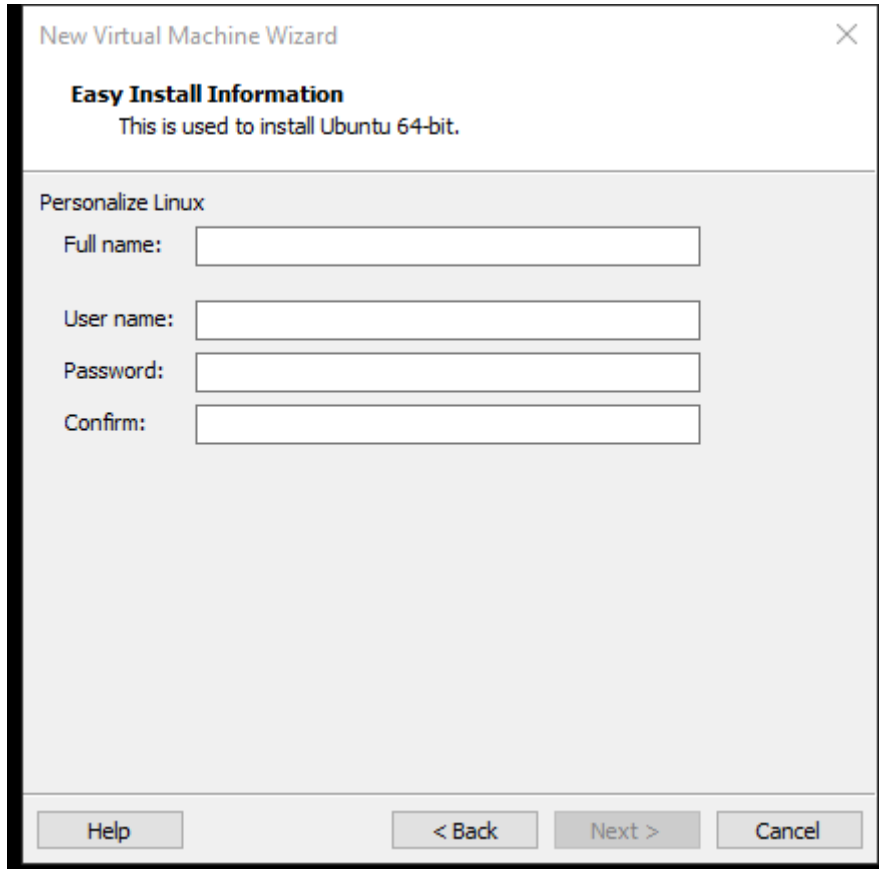 New Virtual Machine Wizard
Easy Install Information
This is used to install Ubuntu 64-bit.
Personalize Linux
Full name:
User name:
Password:
Confirm:
Help
< Back
Next >
Cancel